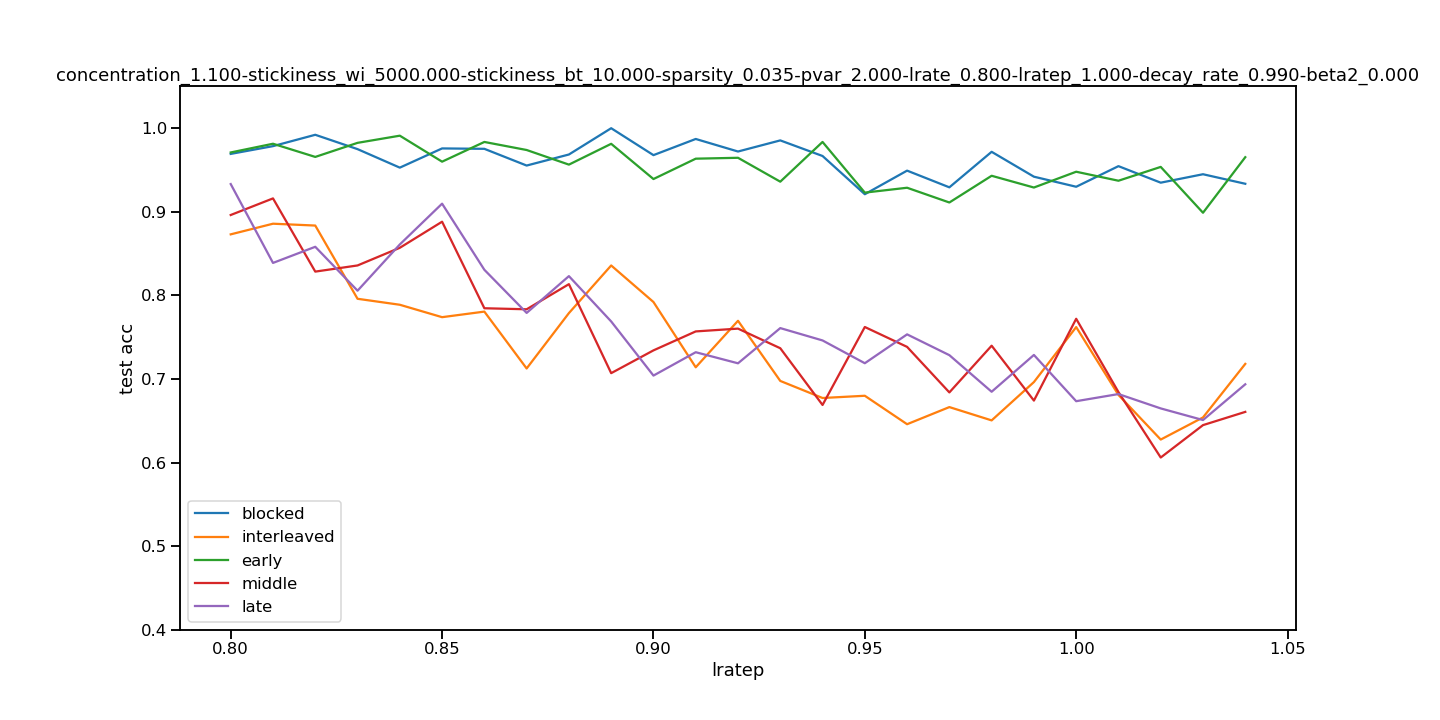 concentration_1.100-stickiness_wi_5000.000-stickiness_bt_10.000-sparsity_0.035-pvar_2.000-lrate_0.800-lratep_1.000-decay_rate_0.990-beta2_0.000
1.0
0.9
0.8
0.7
0.6
0.5
0.4
test acc
blocked
interleaved
early
middle
late
0.80 0.85 0.90 0.95 1.00 1.05
lratep